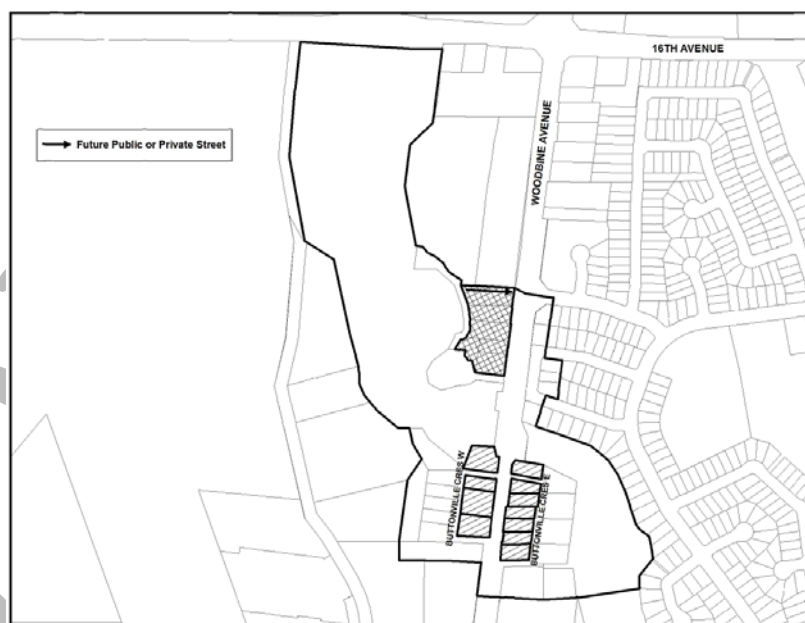 16TH AVENUE
WOODBINE AVENUE
Future Public or Private Street
BUTTONVILLE CRES W
BUTTONVILLE CRES E